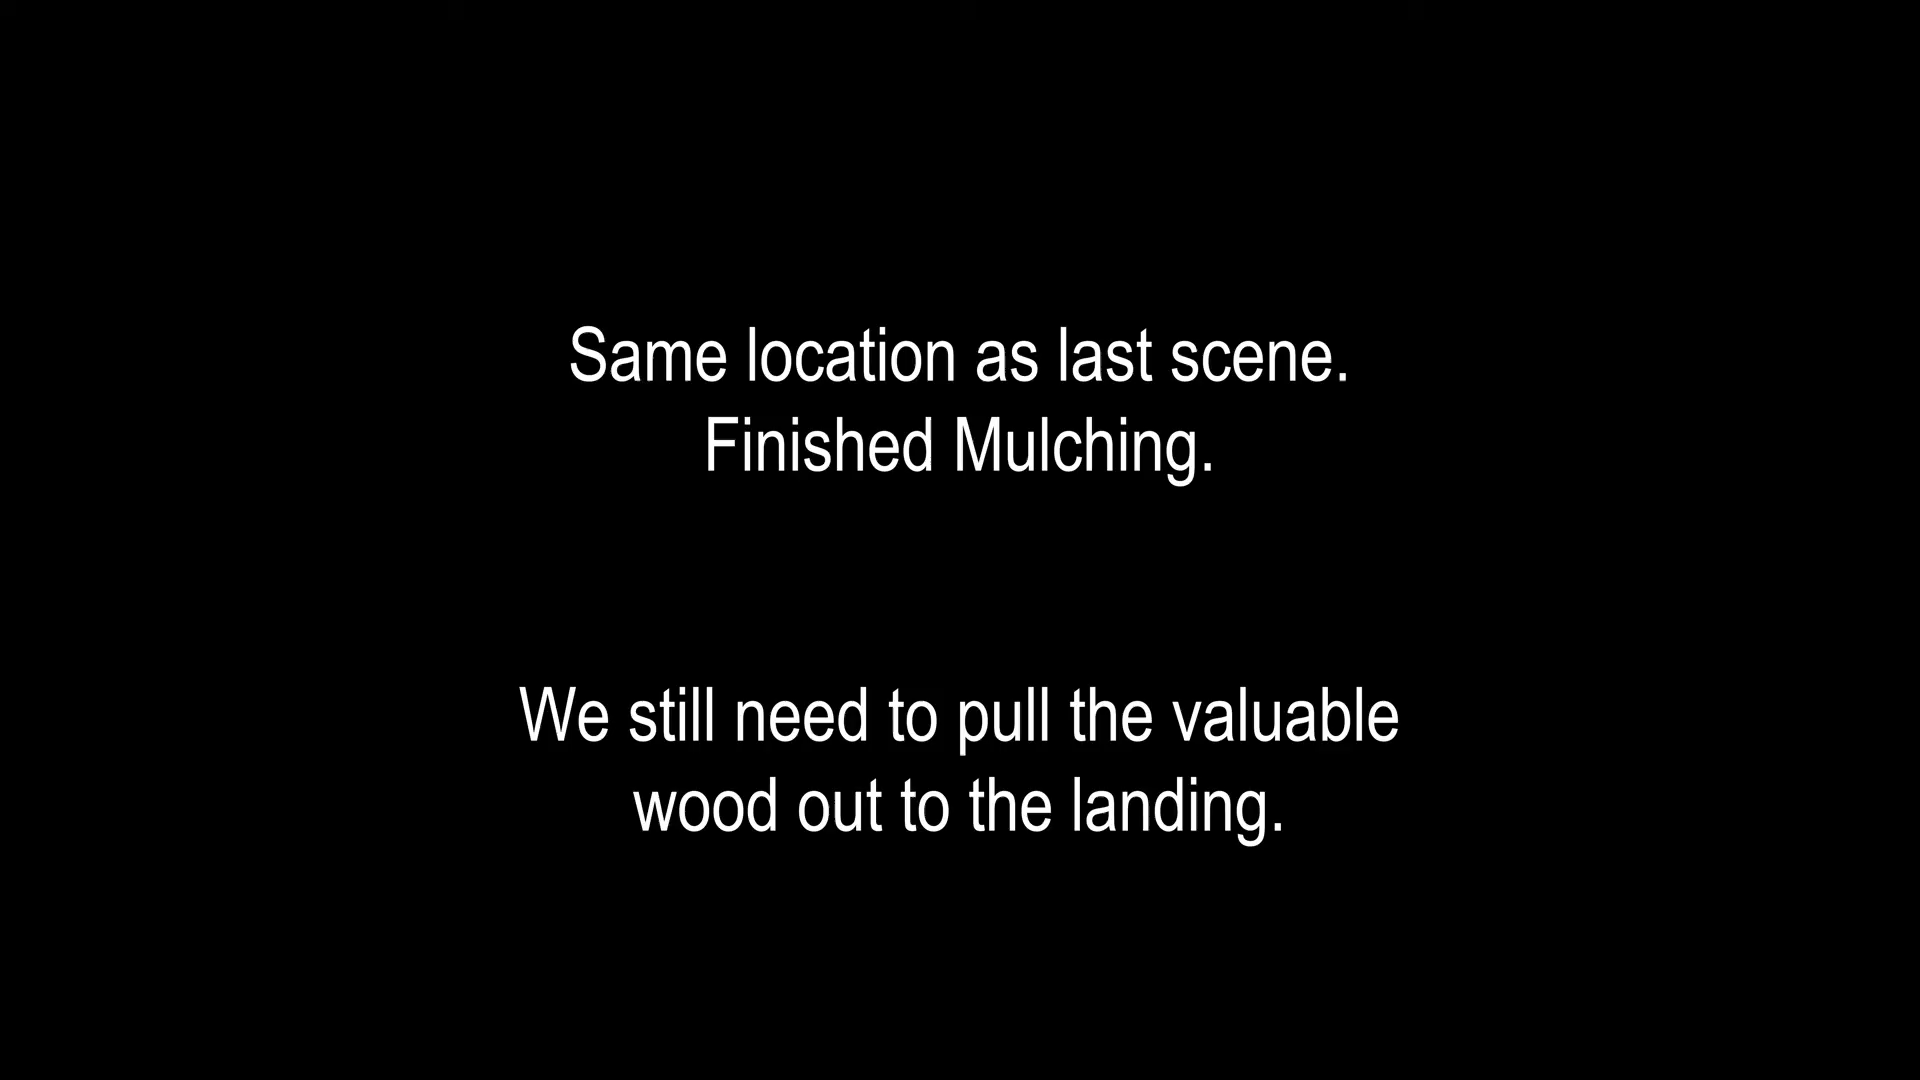 Same location as last scene.
Finished Mulching.
We still need to pull the valuable
wood out to the landing.